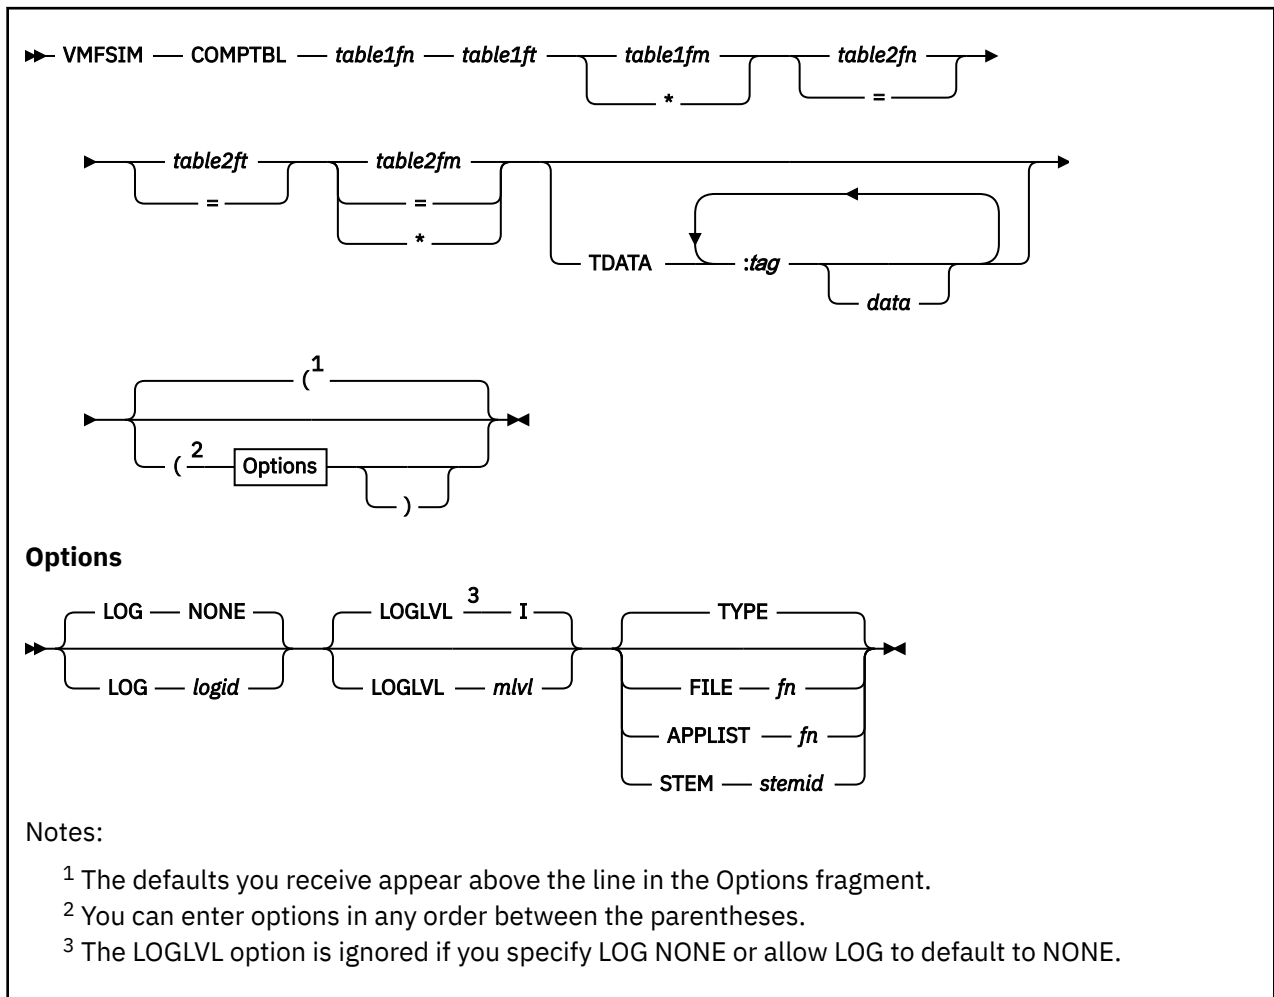 VMFSIM COMPTBL table1fn table1ft table1fm table2fn
* =
table2ft table2fm
= =
*
TDATA :tag
data
( 1
( 2 Options
)
Options
LOG NONE LOGLVL 3 I TYPE
LOG logid LOGLVL mlvl FILE fn
APPLIST fn
STEM stemid
Notes:
1 The defaults you receive appear above the line in the Options fragment.
2 You can enter options in any order between the parentheses.
3 The LOGLVL option is ignored if you specify LOG NONE or allow LOG to default to NONE.